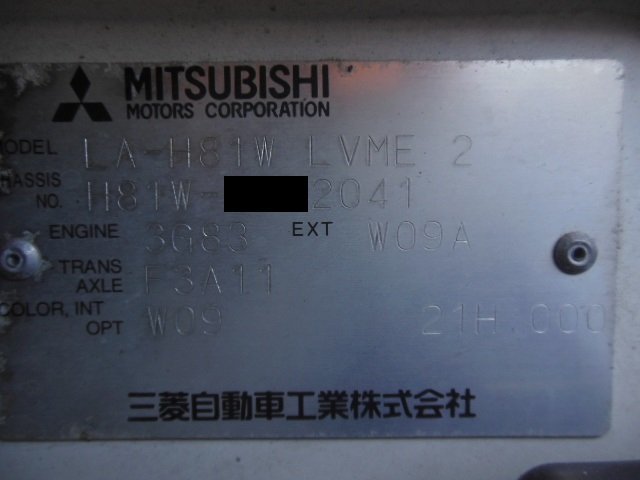 MITSUBISHI
MOTORS CORPORATION
MODEL LA-H81W LVME 2
CHASSIS NO. H81W- 2041
ENGINE 3G83 EXT W09A
TRANS AXLE F3A11
COLOR, INT OPT W09 21H 000
三菱自動車工業株式会社